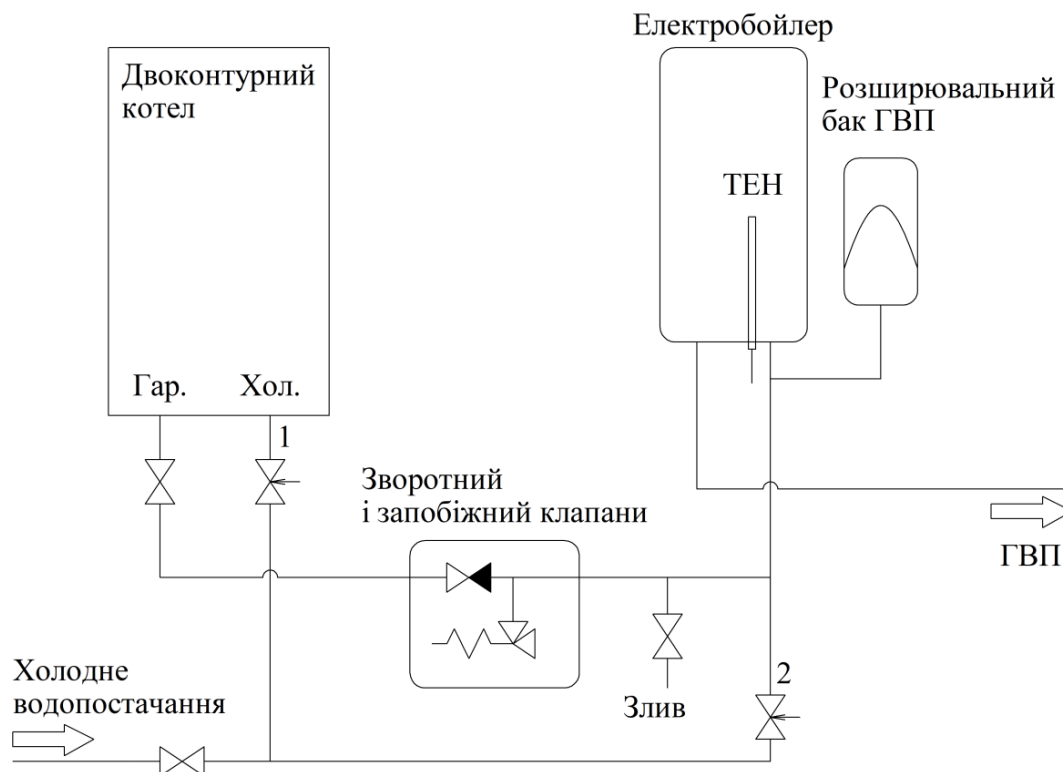 Електробойлер
Двоконтурний
котел
Розширювальний
бак ГВП
ТЕН
Гар.
Хол.
1
Зворотний
і запобіжний клапани
ГВП
Холодне
водопостачання
Злив
2